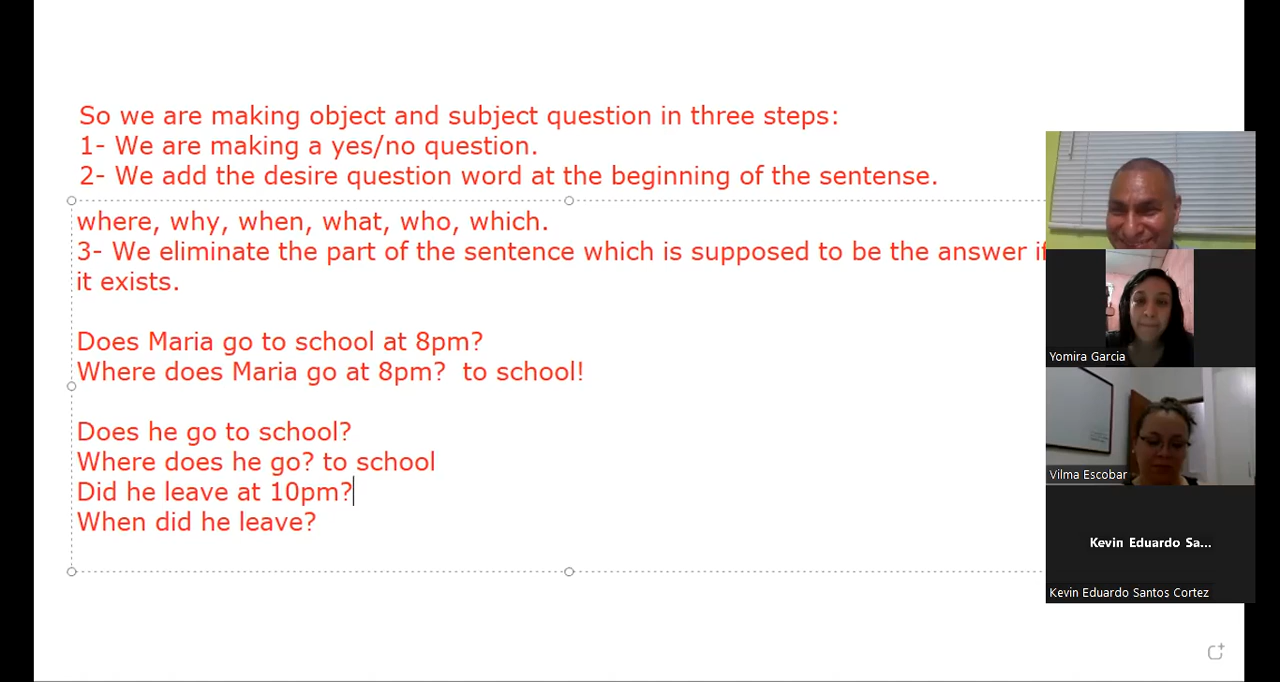 So we are making object and subject question in three steps:
1- We are making a yes/no question.
2- We add the desire question word at the beginning of the sentense.
where, why, when, what, who, which.
3- We eliminate the part of the sentence which is supposed to be the answer if
it exists.
Does Maria go to school at 8pm?
Where does Maria go at 8pm?  to school!
Does he go to school?
Where does he go? to school
Did he leave at 10pm?
When did he leave?
Yomira Garcia
Vilma Escobar
Kevin Eduardo Sa...
Kevin Eduardo Santos Cortez